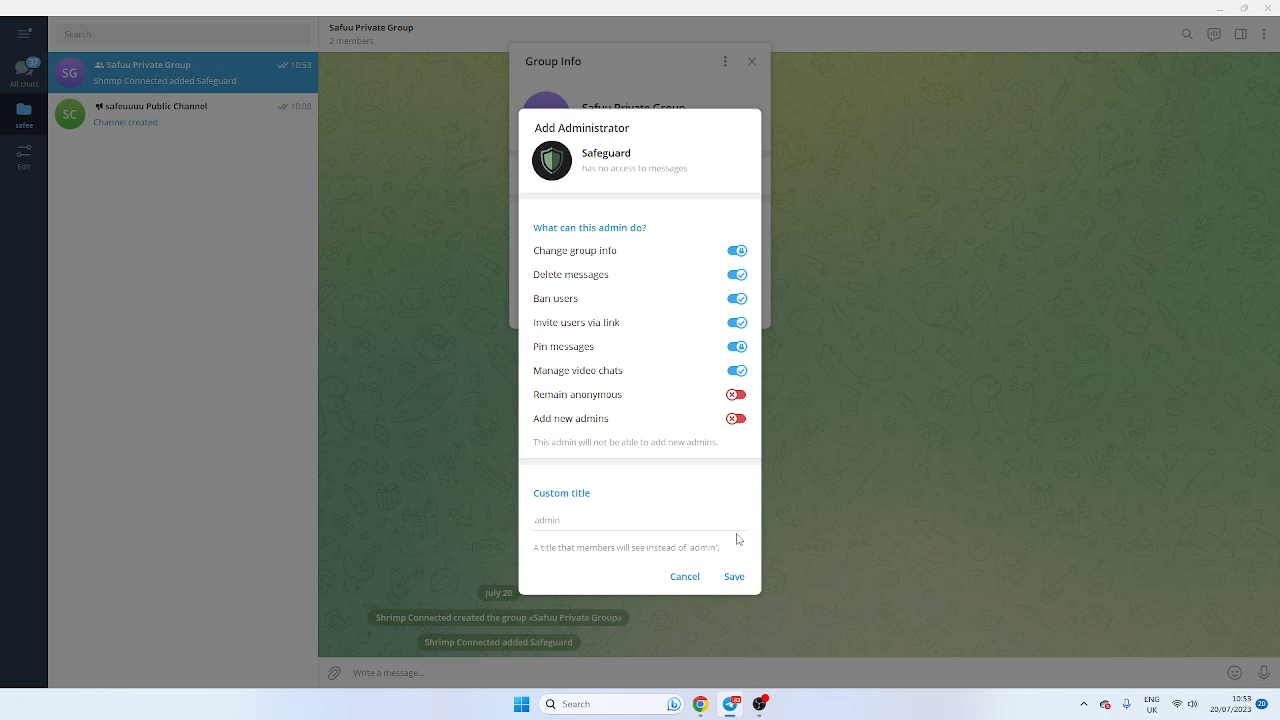 Search
Safuu Private Group
2 members
37
All chats
SG
Safuu Private Group
10:53
Shrimp Connected added Safeguard
Group Info
SC
safeuuuu Public Channel
10:08
Channel created
safee
Edit
Safuu Private Group
Add Administrator
Safeguard
has no access to messages
What can this admin do?
Change group info
Delete messages
Ban users
Invite users via link
Pin messages
Manage video chats
Remain anonymous
Add new admins
This admin will not be able to add new admins.
Custom title
admin
A title that members will see instead of 'admin'.
Cancel
Save
July 20
Shrimp Connected created the group «Safuu Private Group»
Shrimp Connected added Safeguard
Write a message...
Search
ENG
UK
10:53
20/07/2023